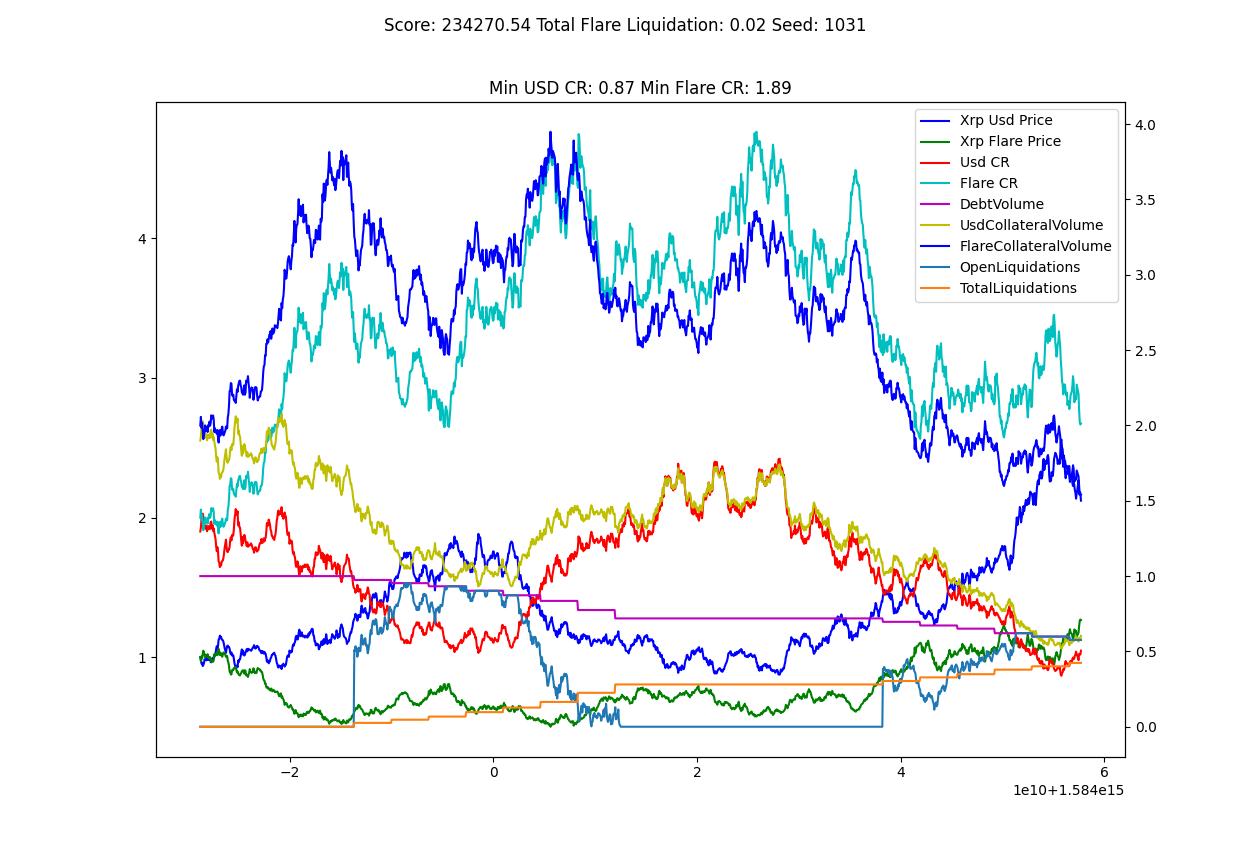 Score: 234270.54 Total Flare Liquidation: 0.02 Seed: 1031
Min USD CR: 0.87 Min Flare CR: 1.89
Xrp Usd Price
Xrp Flare Price
Usd CR
Flare CR
DebtVolume
UsdCollateralVolume
FlareCollateralVolume
OpenLiquidations
TotalLiquidations
4
3
2
1
4.0
3.5
3.0
2.5
2.0
1.5
1.0
0.5
0.0
−2 0 2 4 6
1e10+1.584e15